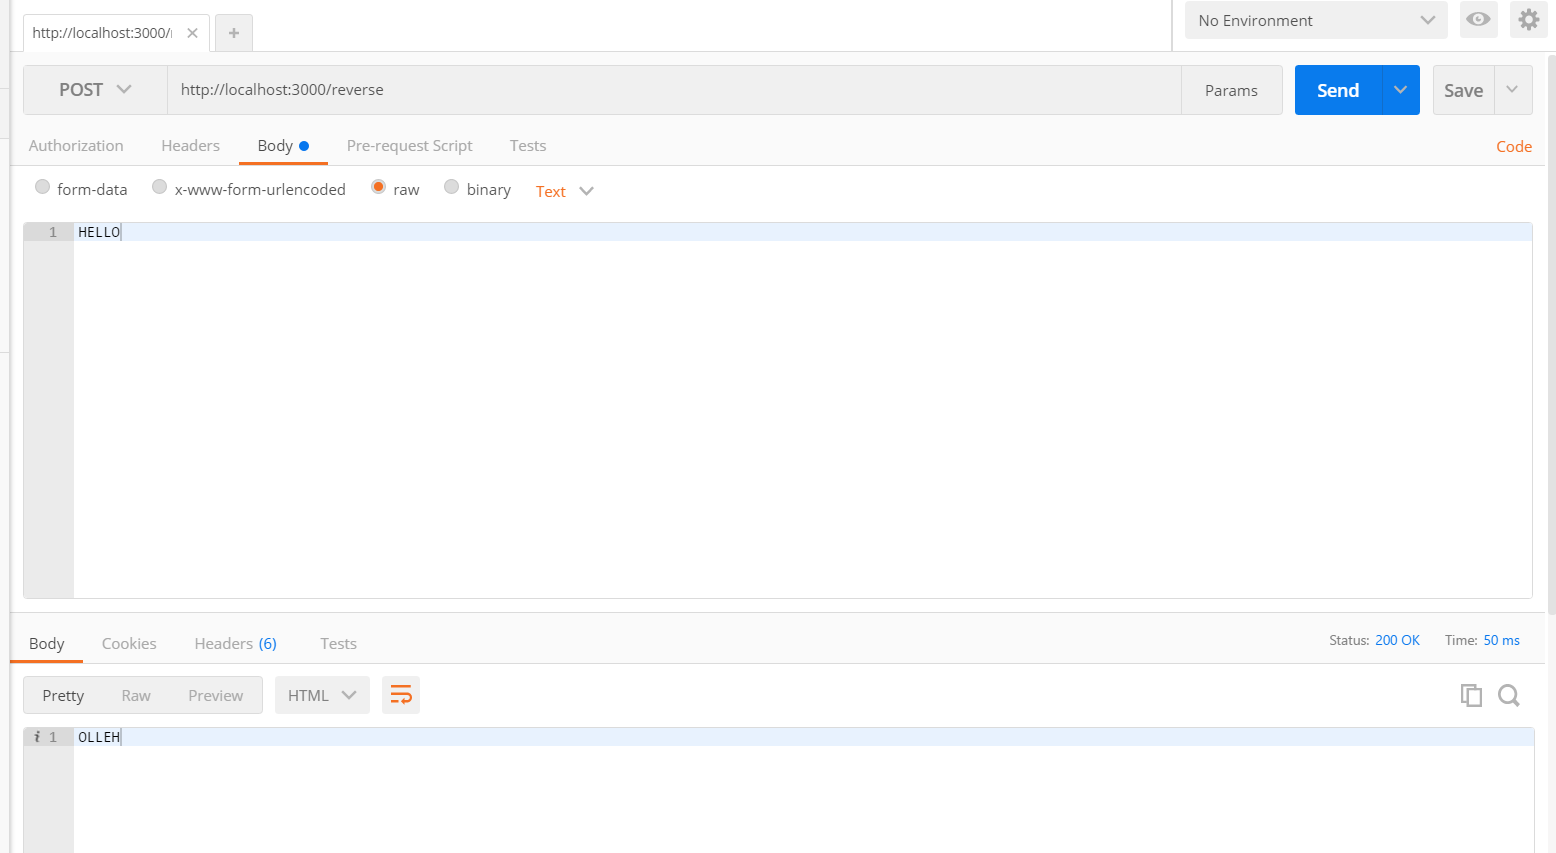 http://localhost:3000/
No Environment
POST http://localhost:3000/reverse Params Send Save
Authorization Headers Body Pre-request Script Tests Code
form-data x-www-form-urlencoded raw binary Text
1 HELLO
Body Cookies Headers (6) Tests Status: 200 OK Time: 50 ms
Pretty Raw Preview HTML
i 1 OLLEH